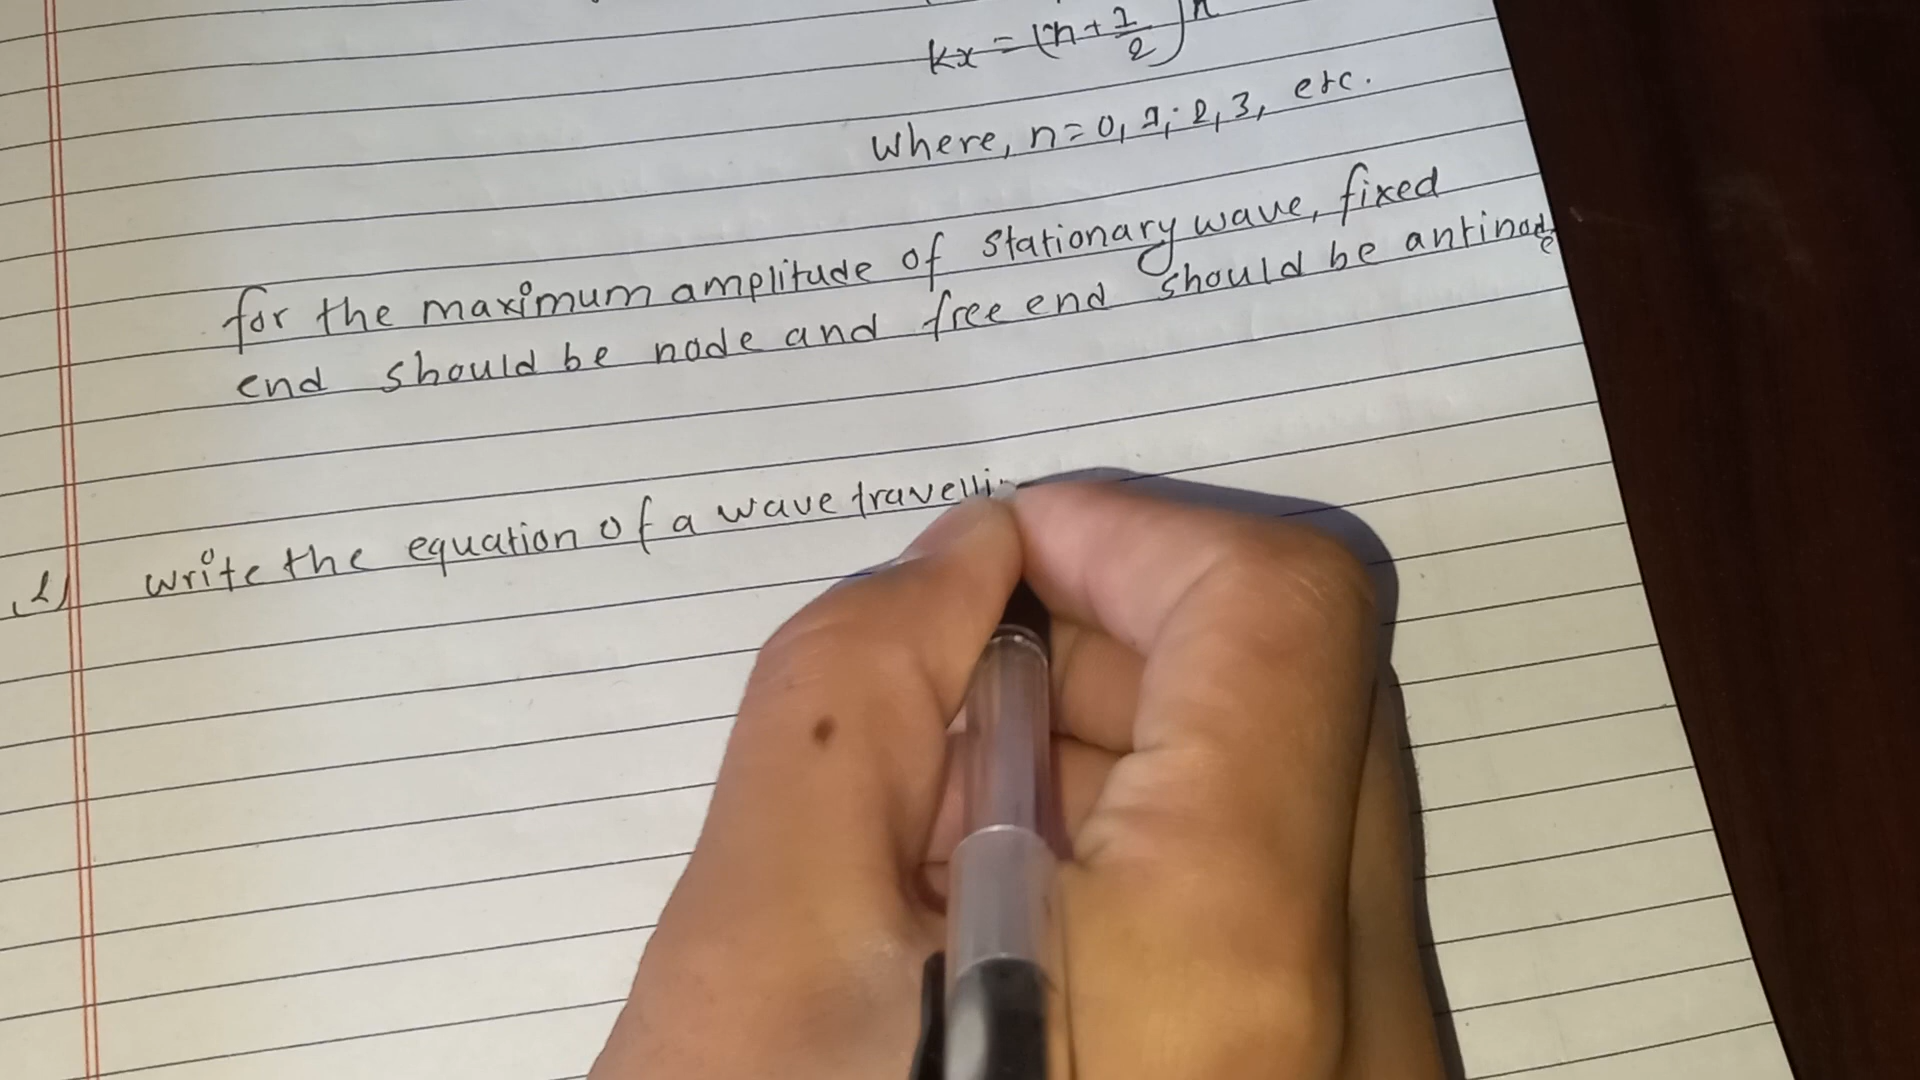 kx = (n + 1/2)π
where, n = 0, 1, 2, 3, etc.
for the maximum amplitude of stationary wave, fixed
end should be node and free end should be antinode
write the equation of a wave travelli